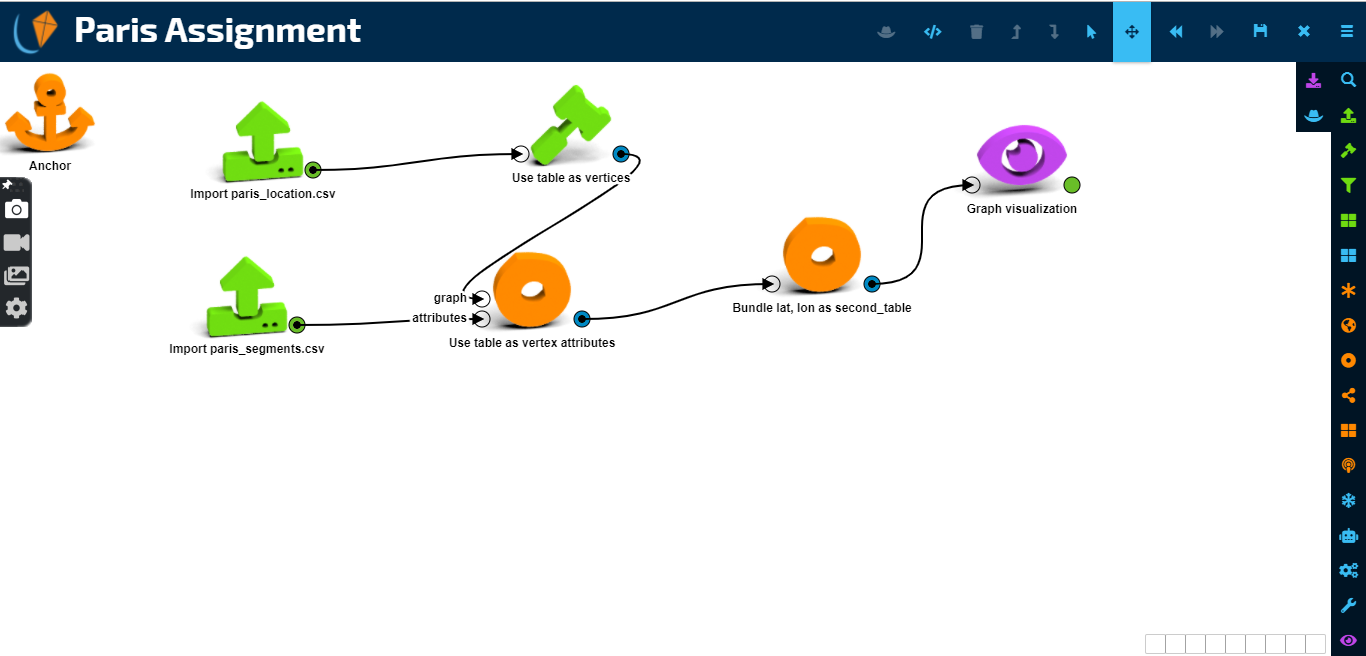 Paris Assignment
Anchor
Import paris_location.csv
Use table as vertices
Graph visualization
graph
attributes
Use table as vertex attributes
Bundle lat, lon as second_table
Import paris_segments.csv